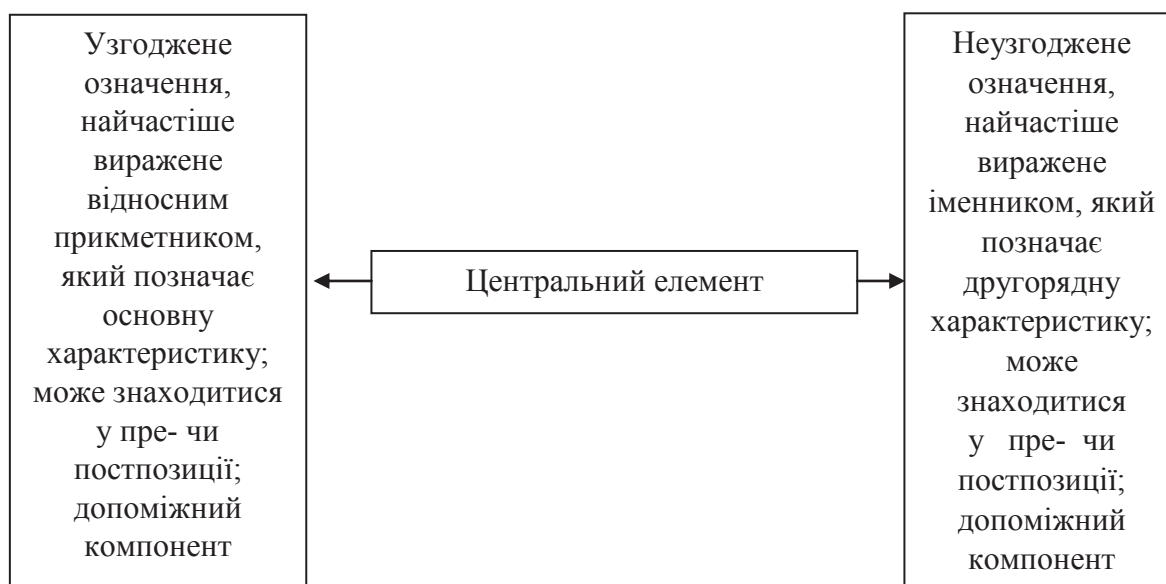 Узгоджене
означення,
найчастіше
виражене
відносним
прикметником,
який позначає
основну
характеристику;
може знаходитися
у пре- чи
постпозиції;
допоміжний
компонент
Центральний елемент
Неузгоджене
означення,
найчастіше
виражене
іменником, який
позначає
другорядну
характеристику;
може
знаходитися
у пре- чи
постпозиції;
допоміжний
компонент